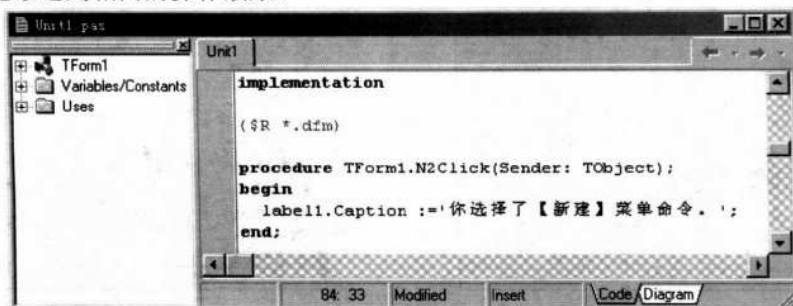 Unit1.pas
Unit1
TForm1
Variables/Constants
Uses
implementation
{$R *.dfm}
procedure TForm1.N2Click(Sender: TObject);
begin
label1.Caption :='你选择了【新建】菜单命令. ';
end;
84: 33 Modified Insert Code Diagram